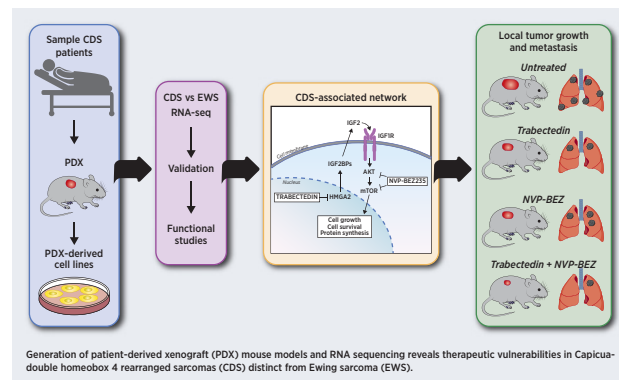 Sample CDS
patients
PDX
PDX-derived
cell lines
CDS vs EWS
RNA-seq
Validation
Functional
studies
CDS-associated network
IGF2
IGF1R
Cell membrane
IGF2BPs
AKT
NVP-BEZ235
mTOR
Nucleus
TRABECTEDIN
HMGA2
Cell growth
Cell survival
Protein synthesis
Local tumor growth
and metastasis
Untreated
Trabectedin
NVP-BEZ
Trabectedin + NVP-BEZ
Generation of patient-derived xenograft (PDX) mouse models and RNA sequencing reveals therapeutic vulnerabilities in Capicua-
double homeobox 4 rearranged sarcomas (CDS) distinct from Ewing sarcoma (EWS).